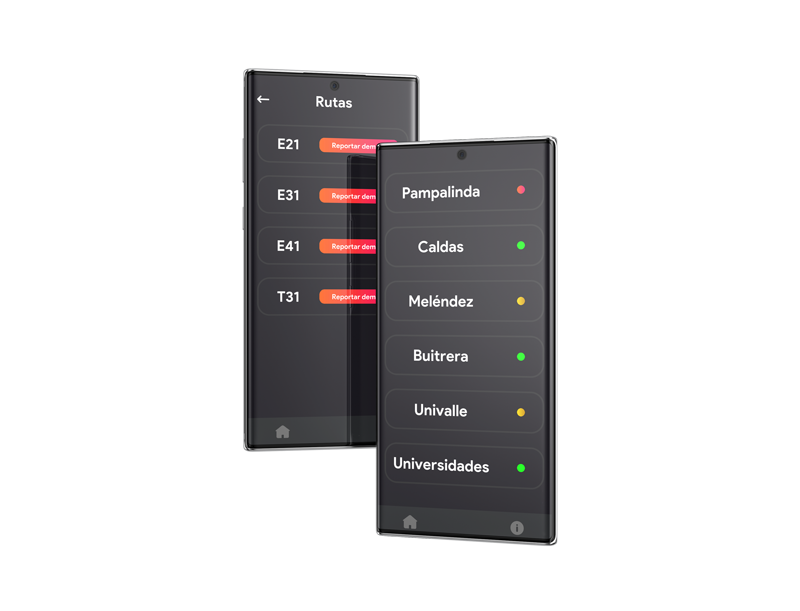 Rutas
E21
Reportar dem
E31
Reportar dem
E41
Reportar dem
T31
Reportar dem
Pampalinda
Caldas
Meléndez
Buitrera
Univalle
Universidades